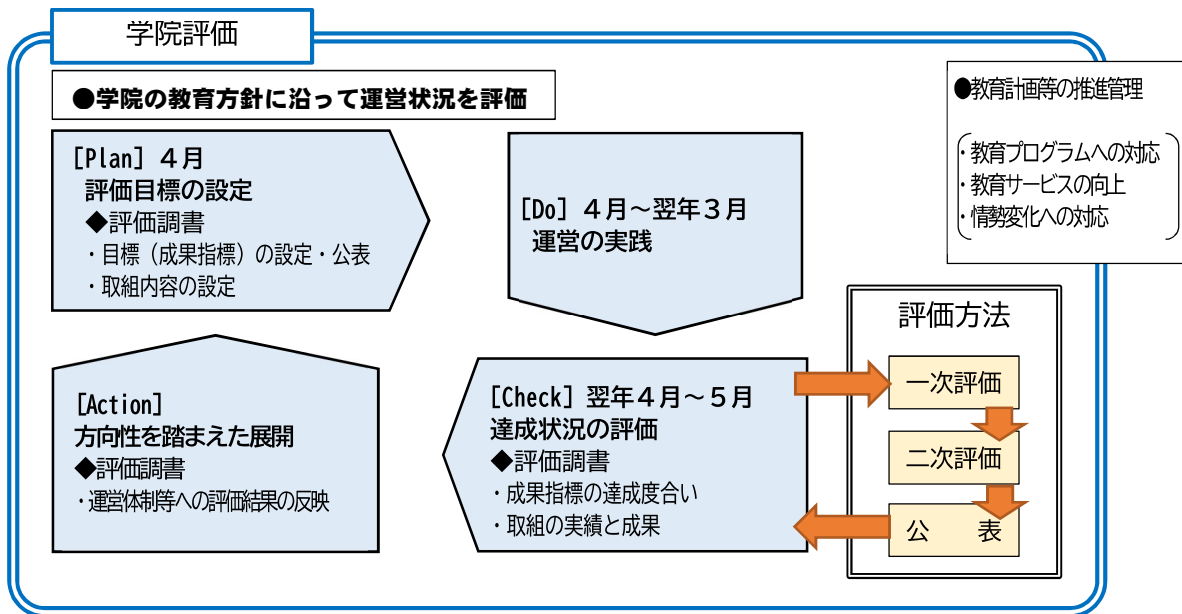 学院評価
●学院の教育方針に沿って運営状況を評価
●教育計画等の推進管理
・教育プログラムへの対応
・教育サービスの向上
・情勢変化への対応
[Plan] ４月
評価目標の設定
◆評価調書
・目標（成果指標）の設定・公表
・取組内容の設定
[Do] ４月～翌年３月
運営の実践
[Check] 翌年４月～５月
達成状況の評価
◆評価調書
・成果指標の達成度合い
・取組の実績と成果
評価方法
一次評価
二次評価
公　　表
[Action]
方向性を踏まえた展開
◆評価調書
・運営体制等への評価結果の反映